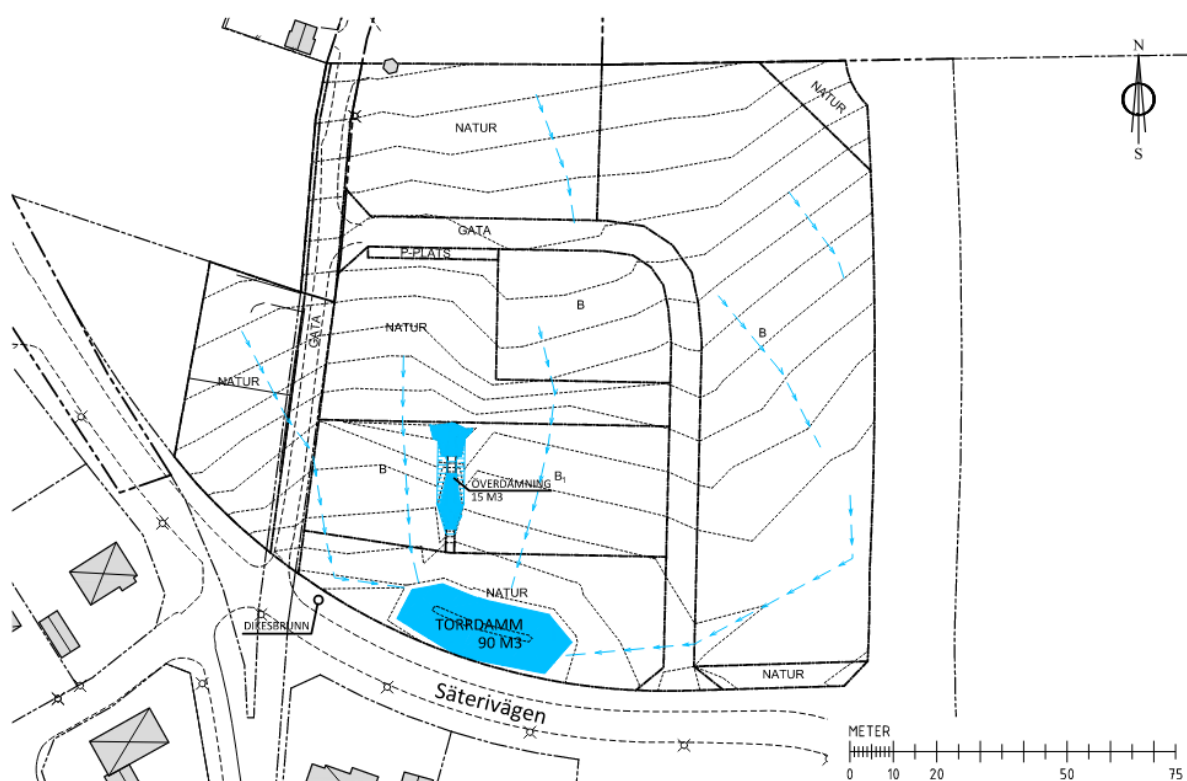 N
S
NATUR
NATUR
GATA
P-PLATS
B
NATUR
GATA
B
NATUR
B
B1
ÖVERDÄMNING
15 M3
NATUR
DIKESBRUNN
TORRDAMM
90 M3
NATUR
Säterivägen
METER
0 10 20 50 75